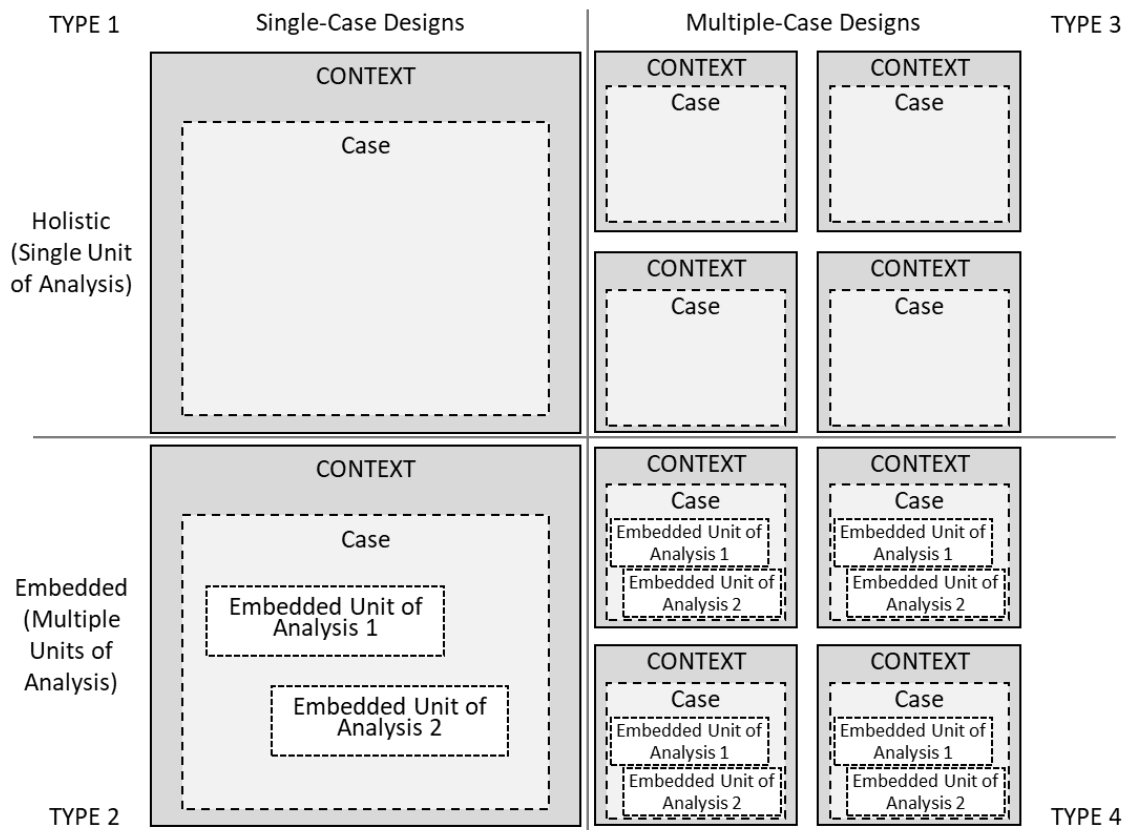 TYPE 1
Single-Case Designs
Multiple-Case Designs
TYPE 3
Holistic
(Single Unit
of Analysis)
CONTEXT
Case
CONTEXT
Case
CONTEXT
Case
CONTEXT
Case
CONTEXT
Case
Embedded
(Multiple
Units of
Analysis)
CONTEXT
Case
Embedded Unit of
Analysis 1
Embedded Unit of
Analysis 2
CONTEXT
Case
Embedded Unit of
Analysis 1
Embedded Unit of
Analysis 2
CONTEXT
Case
Embedded Unit of
Analysis 1
Embedded Unit of
Analysis 2
CONTEXT
Case
Embedded Unit of
Analysis 1
Embedded Unit of
Analysis 2
CONTEXT
Case
Embedded Unit of
Analysis 1
Embedded Unit of
Analysis 2
TYPE 2
TYPE 4